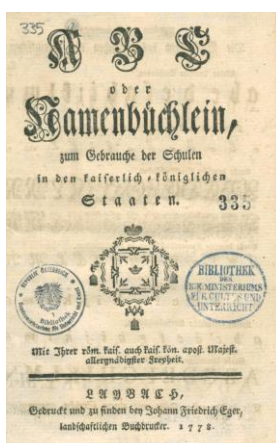 335
A B C
oder
Namenbüchlein,
zum Gebrauche der Schulen
in den kaiserlich-königlichen
Staaten.
335
BIBLIOTHEK
DES
K.K. MINISTERIUMS
FÜR CULTUS UND
UNTERRICHT
Bibliothek
Mit Ihrer röm. kais. auch kais. kön. apost. Majest.
allergnädigster Freyheit.
LAYBACH,
Gedruckt und zu finden bey Johann Friedrich Eger,
landschaftlichen Buchdrucker. 1778.